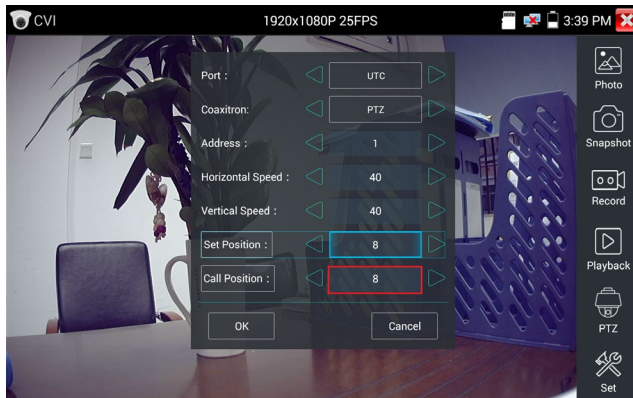 CVI 1920x1080P 25FPS 3:39 PM
Port : UTC
Coaxitron: PTZ
Address : 1
Horizontal Speed : 40
Vertical Speed : 40
Set Position : 8
Call Position : 8
OK Cancel
Photo
Snapshot
Record
Playback
PTZ
Set